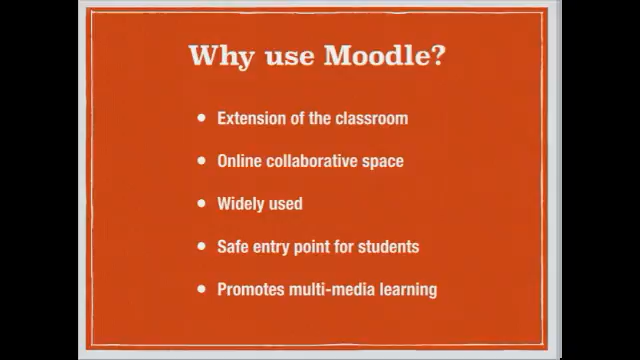 Why use Moodle?
• Extension of the classroom
• Online collaborative space
• Widely used
• Safe entry point for students
• Promotes multi-media learning